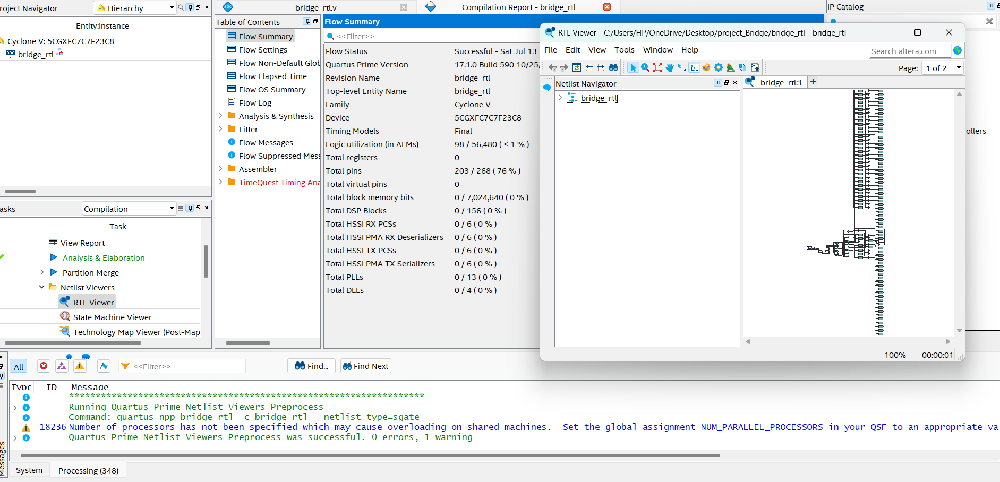 roject Navigator
Hierarchy
Entity:Instance
Cyclone V: 5CGXFC7C7F23C8
abc bridge_rtl
asks
Compilation
Task
View Report
Analysis & Elaboration
Partition Merge
Netlist Viewers
RTL Viewer
State Machine Viewer
Technology Map Viewer (Post-Map
abc bridge_rtl.v
Compilation Report - bridge_rtl
Table of Contents
Flow Summary
Flow Settings
Flow Non-Default Glob
Flow Elapsed Time
Flow OS Summary
Flow Log
Analysis & Synthesis
Fitter
Flow Messages
Flow Suppressed Mess
Assembler
TimeQuest Timing Ana
Flow Summary
<<Filter>>
Flow Status Successful - Sat Jul 13
Quartus Prime Version 17.1.0 Build 590 10/25/
Revision Name bridge_rtl
Top-level Entity Name bridge_rtl
Family Cyclone V
Device 5CGXFC7C7F23C8
Timing Models Final
Logic utilization (in ALMs) 98 / 56,480 ( < 1 % )
Total registers 0
Total pins 203 / 268 ( 76 % )
Total virtual pins 0
Total block memory bits 0 / 7,024,640 ( 0 % )
Total DSP Blocks 0 / 156 ( 0 % )
Total HSSI RX PCSs 0 / 6 ( 0 % )
Total HSSI PMA RX Deserializers 0 / 6 ( 0 % )
Total HSSI TX PCSs 0 / 6 ( 0 % )
Total HSSI PMA TX Serializers 0 / 6 ( 0 % )
Total PLLs 0 / 13 ( 0 % )
Total DLLs 0 / 4 ( 0 % )
IP Catalog
rollers
RTL Viewer - C:/Users/HP/OneDrive/Desktop/project_Bridge/bridge_rtl - bridge_rtl
File Edit View Tools Window Help
Search altera.com
Page: 1 of 2
Netlist Navigator
bridge_rtl
bridge_rtl:1
100% 00:00:01
All
<<Filter>>
Find...
Find Next
Type ID Message
*******************************************************************
Running Quartus Prime Netlist Viewers Preprocess
Command: quartus_npp bridge_rtl -c bridge_rtl --netlist_type=sgate
18236 Number of processors has not been specified which may cause overloading on shared machines.  Set the global assignment NUM_PARALLEL_PROCESSORS in your QSF to an appropriate va
Quartus Prime Netlist Viewers Preprocess was successful. 0 errors, 1 warning
Messages
System
Processing (348)